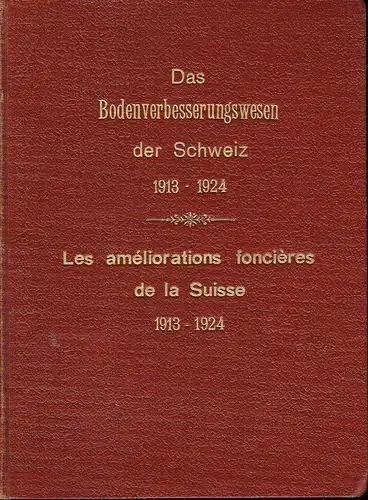 Das
Bodenverbesserungswesen
der Schweiz
1913 - 1924
Les améliorations foncières
de la Suisse
1913 - 1924